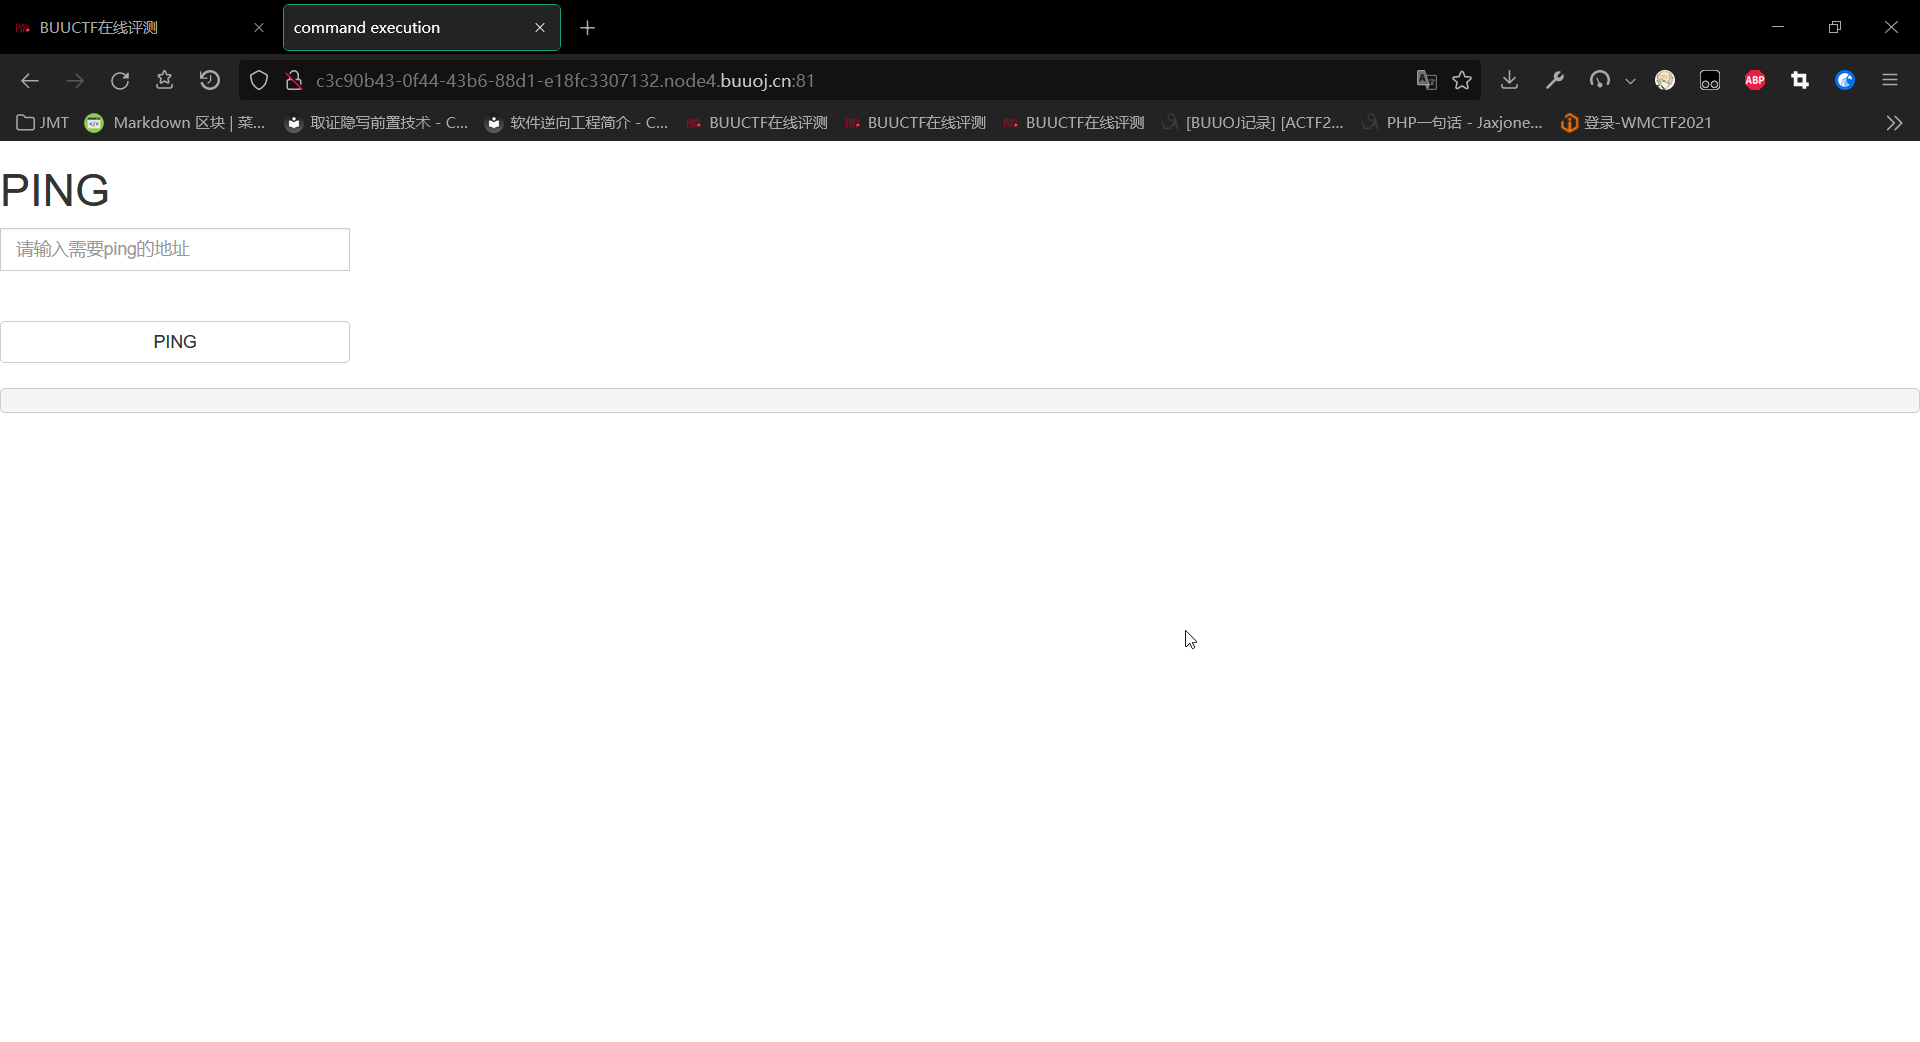 BUUCTF在线评测
command execution
c3c90b43-0f44-43b6-88d1-e18fc3307132.node4.buuoj.cn:81
ABP
JMT
Markdown 区块 | 菜...
取证隐写前置技术 - C...
软件逆向工程简介 - C...
BUUCTF在线评测
BUUCTF在线评测
BUUCTF在线评测
[BUUOJ记录] [ACTF2...
PHP一句话 - Jaxjone...
登录-WMCTF2021
PING
请输入需要ping的地址
PING